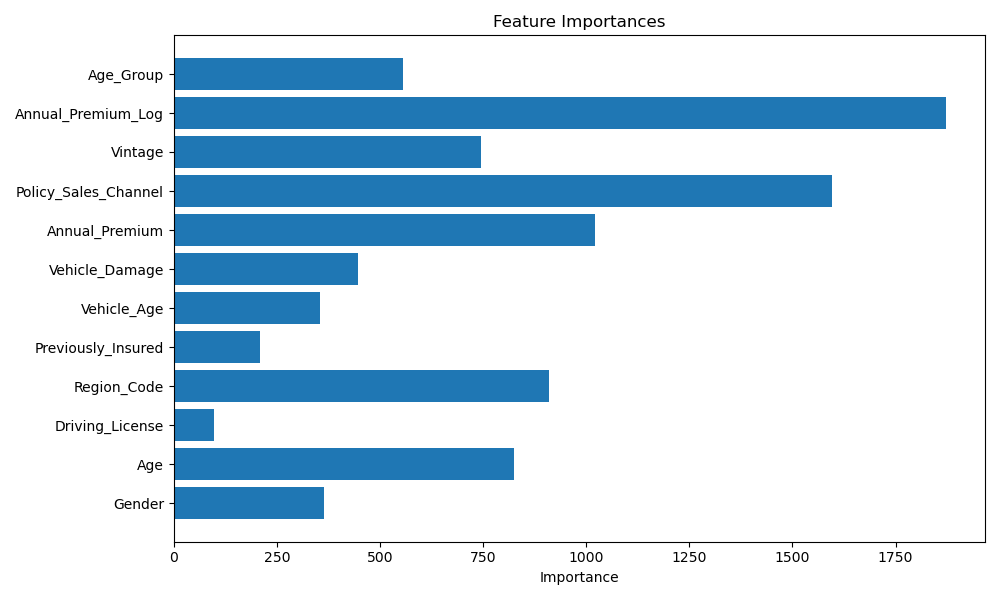 Feature Importances
Age_Group
Annual_Premium_Log
Vintage
Policy_Sales_Channel
Annual_Premium
Vehicle_Damage
Vehicle_Age
Previously_Insured
Region_Code
Driving_License
Age
Gender
0 250 500 750 1000 1250 1500 1750
Importance